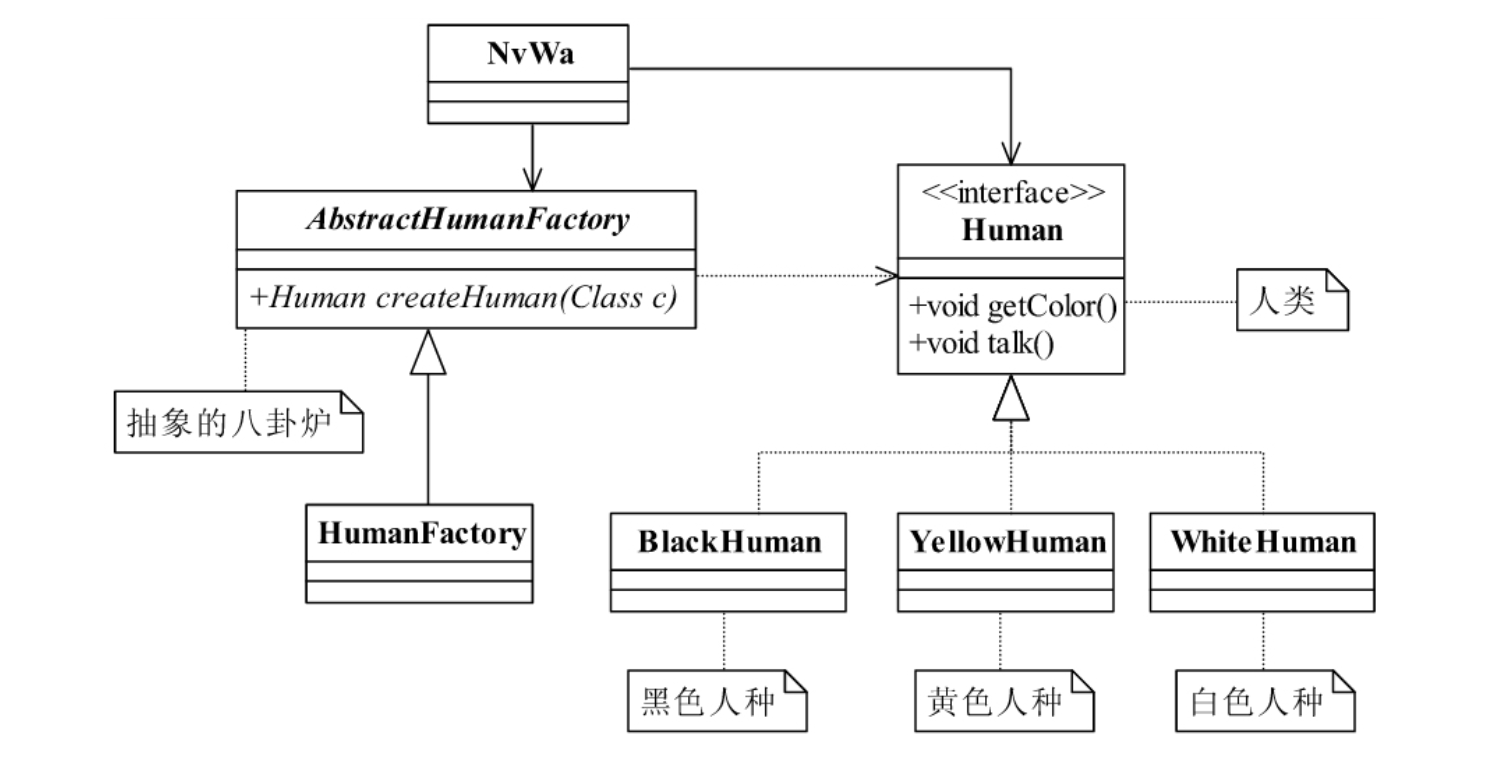 NvWa
<<interface>>
Human
AbstractHumanFactory
+Human createHuman(Class c)
+void getColor()
+void talk()
人类
抽象的八卦炉
HumanFactory
BlackHuman
YellowHuman
WhiteHuman
黑色人种
黄色人种
白色人种